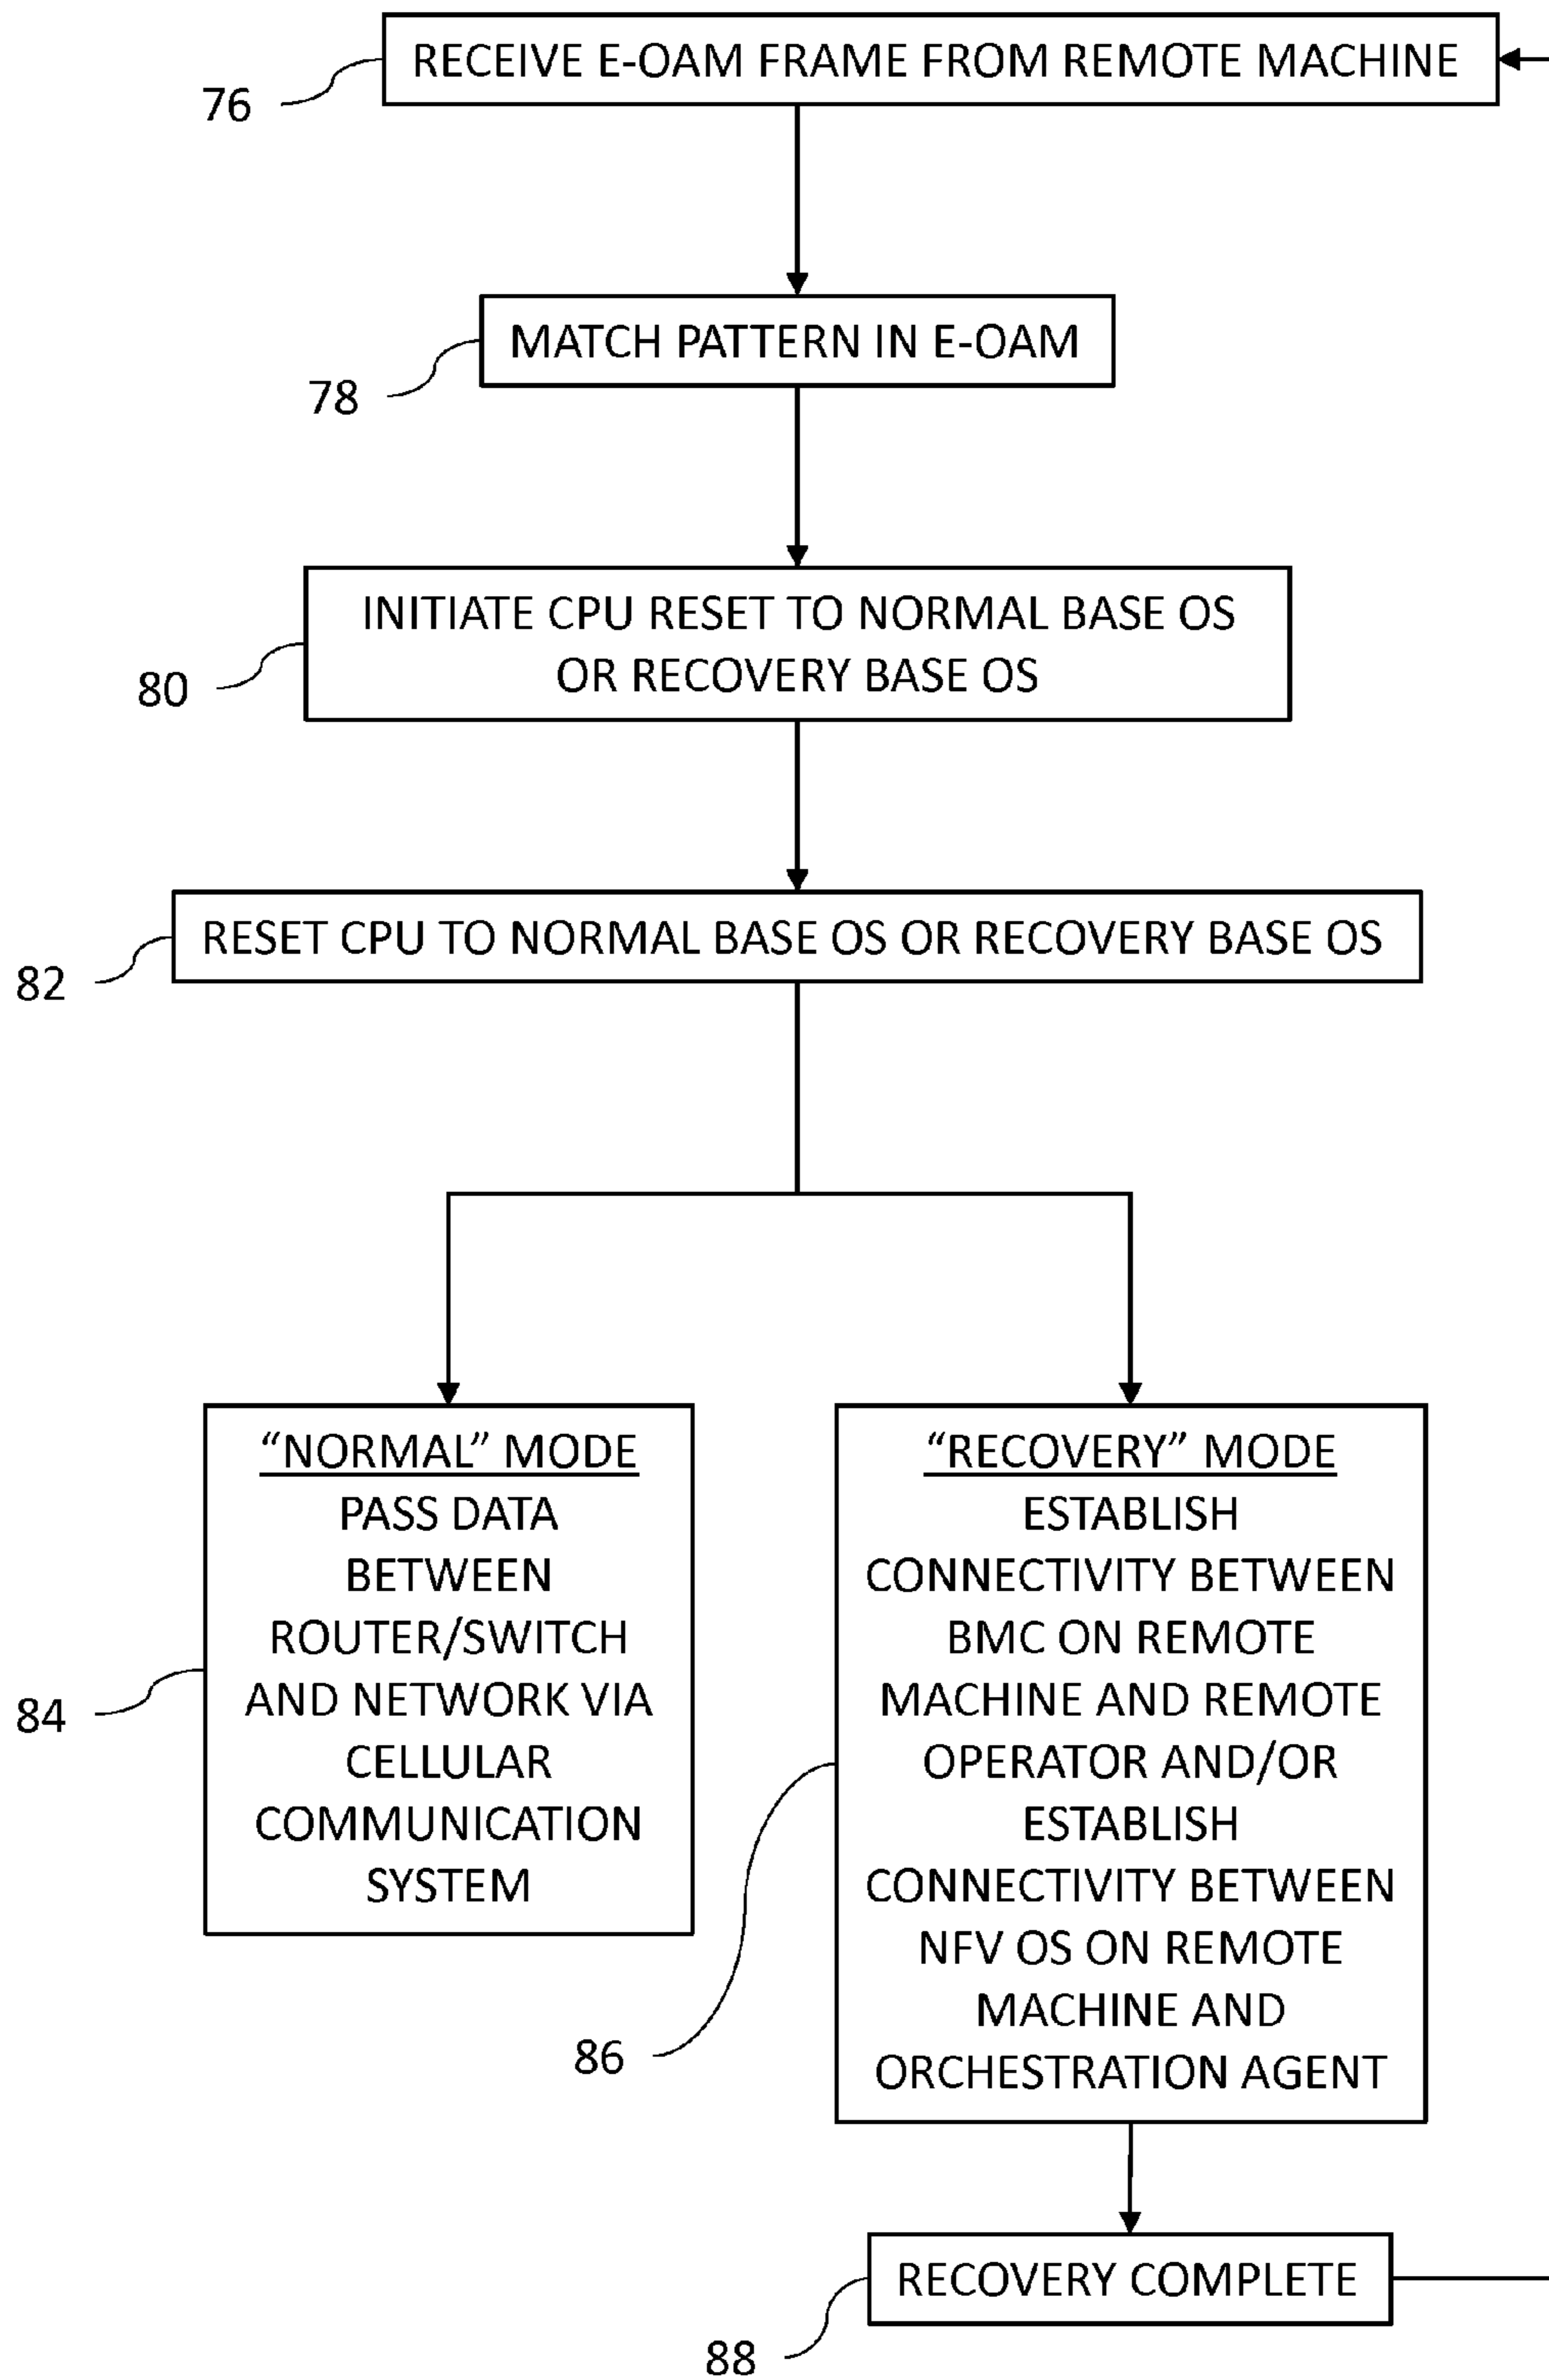 RECEIVE E-OAM FRAME FROM REMOTE MACHINE
76
MATCH PATTERN IN E-OAM
78
INITIATE CPU RESET TO NORMAL BASE OS
OR RECOVERY BASE OS
80
RESET CPU TO NORMAL BASE OS OR RECOVERY BASE OS
82
“NORMAL” MODE
PASS DATA
BETWEEN
ROUTER/SWITCH
AND NETWORK VIA
CELLULAR
COMMUNICATION
SYSTEM
84
“RECOVERY” MODE
ESTABLISH
CONNECTIVITY BETWEEN
BMC ON REMOTE
MACHINE AND REMOTE
OPERATOR AND/OR
ESTABLISH
CONNECTIVITY BETWEEN
NFV OS ON REMOTE
MACHINE AND
ORCHESTRATION AGENT
86
RECOVERY COMPLETE
88